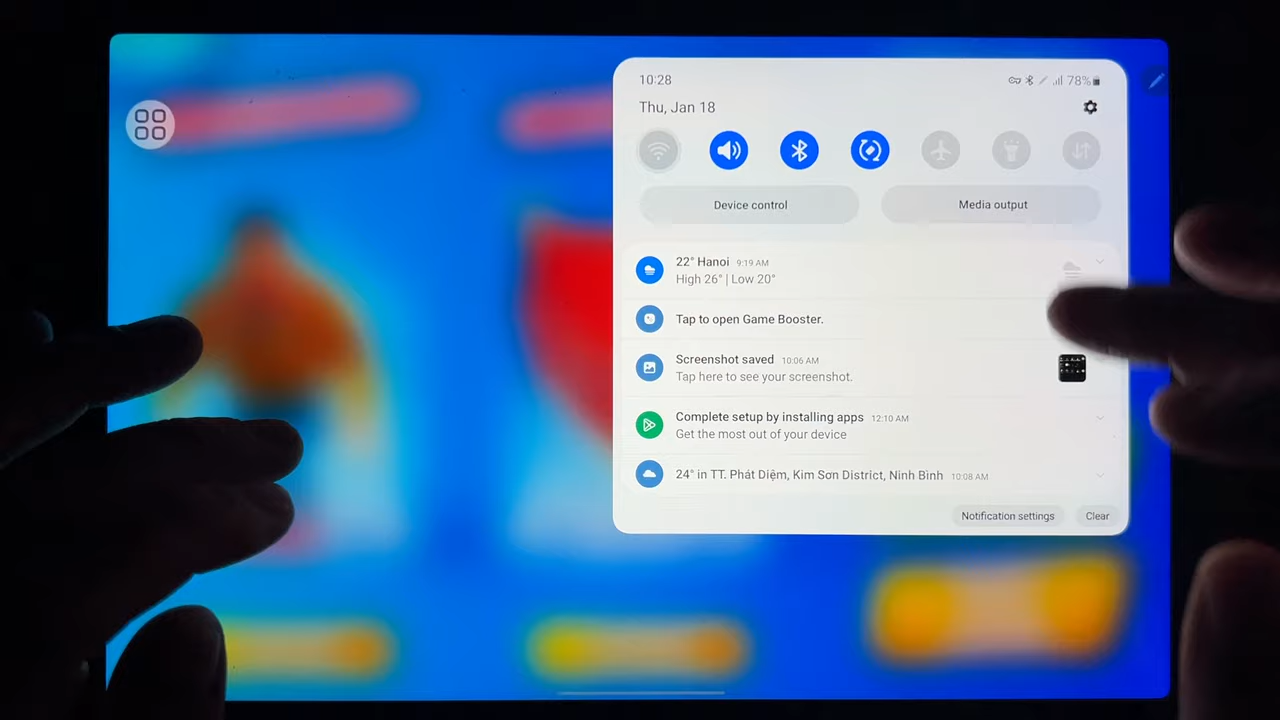 10:28
78%
Thu, Jan 18
Device control
Media output
22° Hanoi 9:19 AM
High 26° | Low 20°
Tap to open Game Booster.
Screenshot saved 10:06 AM
Tap here to see your screenshot.
Complete setup by installing apps 12:10 AM
Get the most out of your device
24° in TT. Phát Diệm, Kim Sơn District, Ninh Bình 10:08 AM
Notification settings
Clear